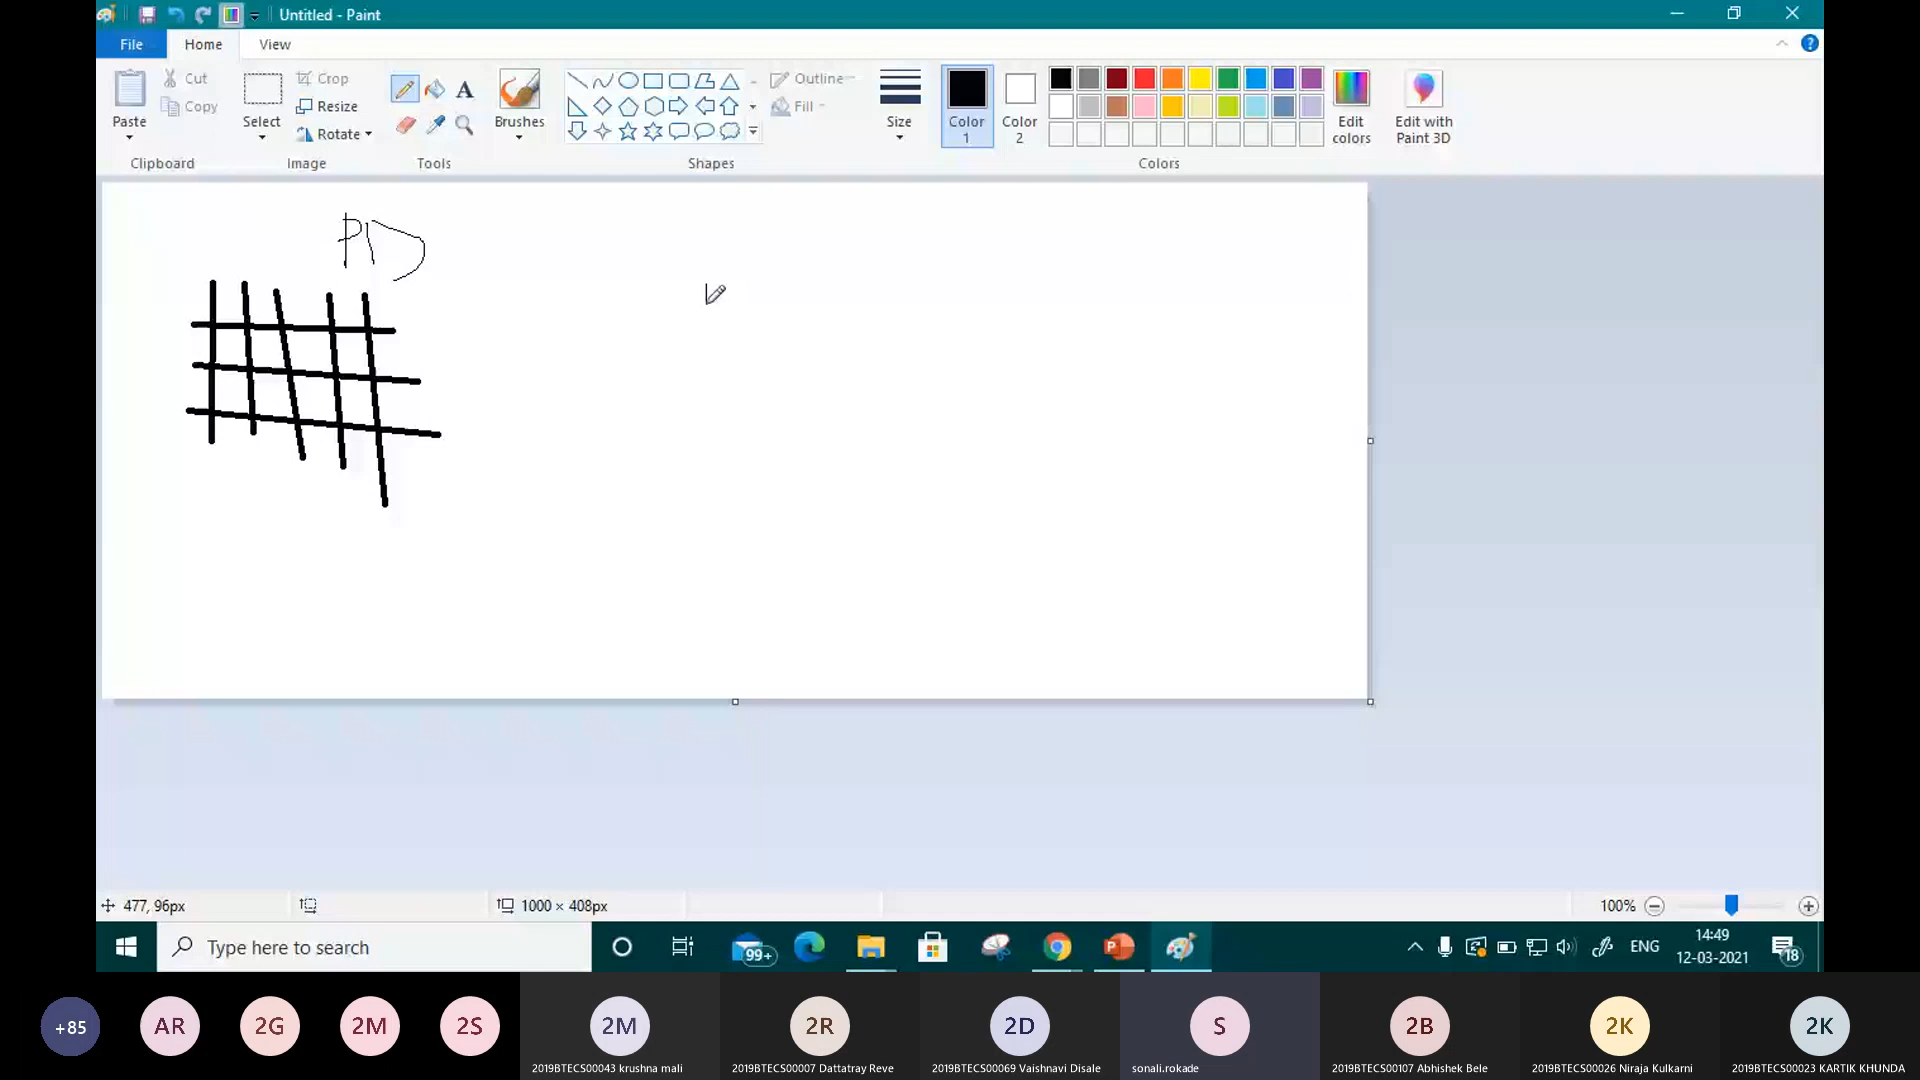 Untitled - Paint
File Home View
Cut Crop Outline
Copy Resize Fill
Paste Select Rotate Brushes Size Color 1 Color 2 Edit colors Edit with Paint 3D
Clipboard Image Tools Shapes Colors
PID
477, 96px 1000 × 408px 100%
Type here to search 99+ ENG 14:49 12-03-2021 18
+85 AR 2G 2M 2S 2M 2R 2D S 2B 2K 2K
2019BTECS00043 krushna mali 2019BTECS00007 Dattatray Reve 2019BTECS00069 Vaishnavi Disale sonali.rokade 2019BTECS00107 Abhishek Bele 2019BTECS00026 Niraja Kulkarni 2019BTECS00023 KARTIK KHUNDA